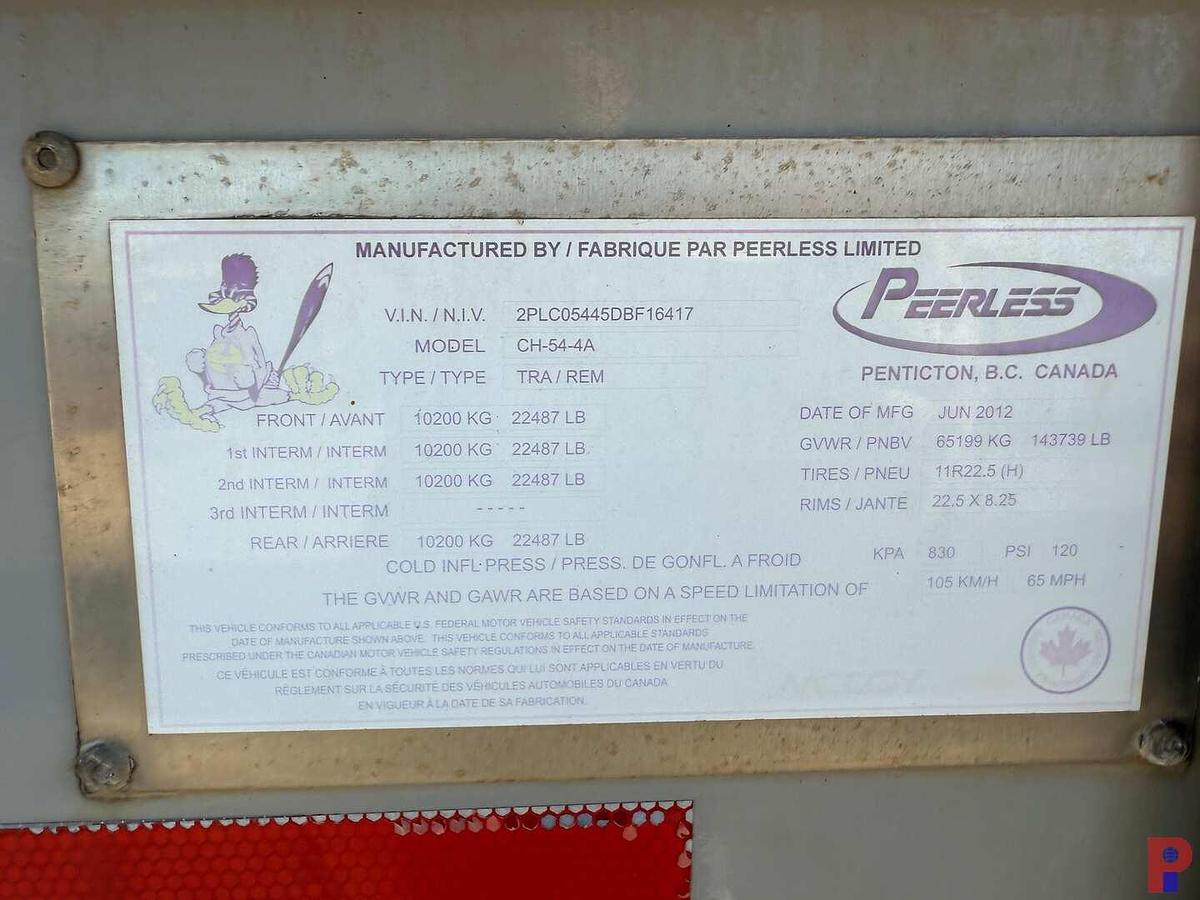 MANUFACTURED BY / FABRIQUE PAR PEERLESS LIMITED
PEERLESS
PENTICTON, B.C. CANADA
V.I.N. / N.I.V. 2PLC05445DBF16417
MODEL CH-54-4A
TYPE / TYPE TRA / REM
FRONT / AVANT 10200 KG 22487 LB
1st INTERM / INTERM 10200 KG 22487 LB
2nd INTERM / INTERM 10200 KG 22487 LB
3rd INTERM / INTERM -----
REAR / ARRIERE 10200 KG 22487 LB
DATE OF MFG JUN 2012
GVWR / PNBV 65199 KG 143739 LB
TIRES / PNEU 11R22.5 (H)
RIMS / JANTE 22.5 X 8.25
COLD INFL. PRESS / PRESS. DE GONFL. A FROID KPA 830 PSI 120
THE GVWR AND GAWR ARE BASED ON A SPEED LIMITATION OF 105 KM/H 65 MPH
THIS VEHICLE CONFORMS TO ALL APPLICABLE U.S. FEDERAL MOTOR VEHICLE SAFETY STANDARDS IN EFFECT ON THE
DATE OF MANUFACTURE SHOWN ABOVE. THIS VEHICLE CONFORMS TO ALL APPLICABLE STANDARDS
PRESCRIBED UNDER THE CANADIAN MOTOR VEHICLE SAFETY REGULATIONS IN EFFECT ON THE DATE OF MANUFACTURE
CE VÉHICULE EST CONFORME À TOUTES LES NORMES QUI LUI SONT APPLICABLES EN VERTU DU
RÈGLEMENT SUR LA SÉCURITÉ DES VÉHICULES AUTOMOBILES DU CANADA
EN VIGUEUR À LA DATE DE SA FABRICATION.
CANADA